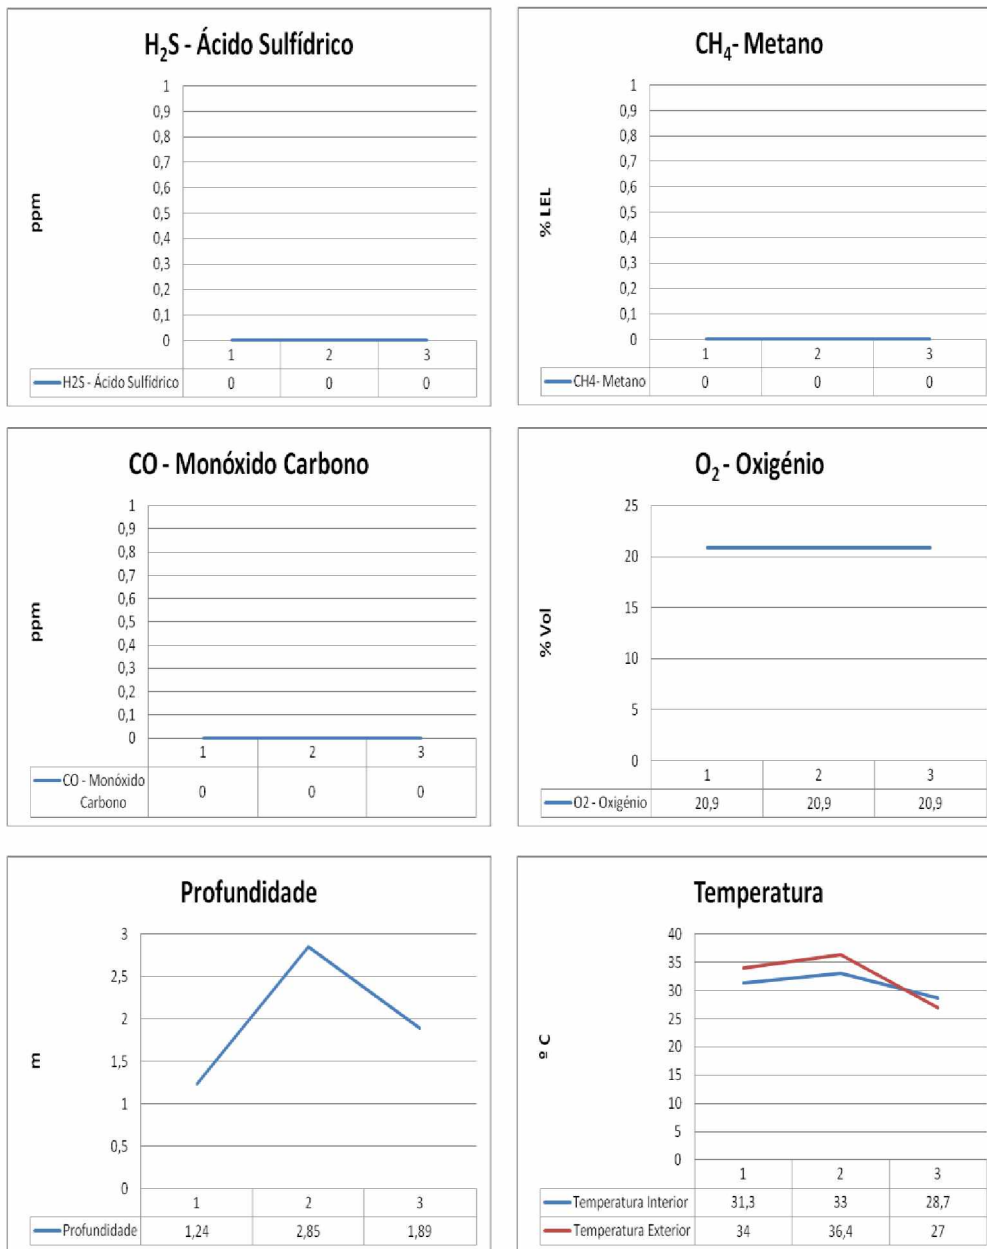 H₂S - Ácido Sulfídrico
1
0,9
0,8
0,7
0,6
0,5
0,4
0,3
0,2
0,1
0
ppm
1 2 3
H2S - Ácido Sulfídrico 0 0 0
CH₄- Metano
1
0,9
0,8
0,7
0,6
0,5
0,4
0,3
0,2
0,1
0
% LEL
1 2 3
CH4- Metano 0 0 0
CO - Monóxido Carbono
1
0,9
0,8
0,7
0,6
0,5
0,4
0,3
0,2
0,1
0
ppm
1 2 3
CO - Monóxido
Carbono 0 0 0
O₂ - Oxigénio
25
20
15
10
5
0
% Vol
1 2 3
O2 - Oxigénio 20,9 20,9 20,9
Profundidade
3
2,5
2
1,5
1
0,5
0
m
1 2 3
Profundidade 1,24 2,85 1,89
Temperatura
40
35
30
25
20
15
10
5
0
º C
1 2 3
Temperatura Interior 31,3 33 28,7
Temperatura Exterior 34 36,4 27